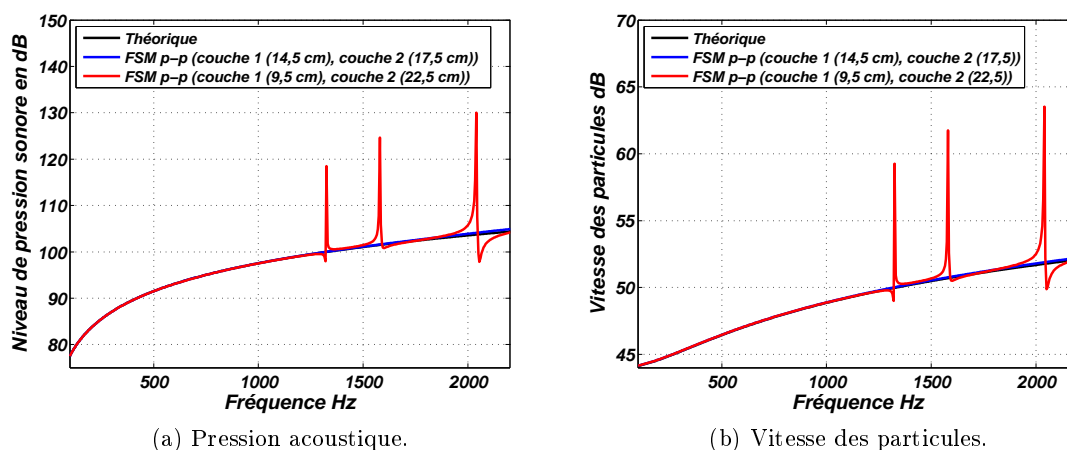 150
140
130
120
110
100
90
80
Niveau de pression sonore en dB
Théorique
FSM p–p (couche 1 (14,5 cm), couche 2 (17,5 cm))
FSM p–p (couche 1 (9,5 cm), couche 2 (22,5 cm))
500
1000
1500
2000
Fréquence Hz
(a) Pression acoustique.
70
65
60
55
50
45
Vitesse des particules dB
Théorique
FSM p–p (couche 1 (14,5 cm), couche 2 (17,5))
FSM p–p (couche 1 (9,5 cm), couche 2 (22,5))
500
1000
1500
2000
Fréquence Hz
(b) Vitesse des particules.